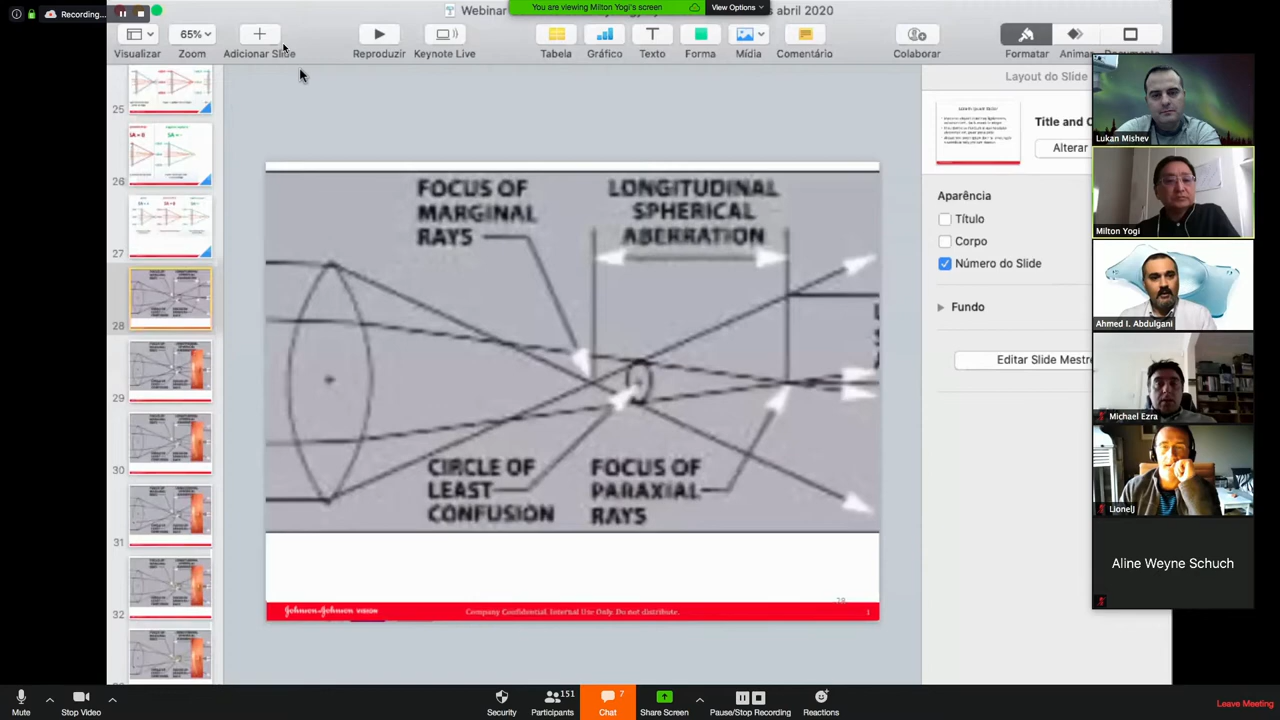 Recording...
You are viewing Milton Yogi's screen
View Options
Webinar
s abril 2020
65%
Visualizar
Zoom
Adicionar Slide
Reproduzir
Keynote Live
Tabela
Gráfico
Texto
Forma
Mídia
Comentário
Colaborar
Formatar
Animar
Documento
25
26
27
28
29
30
31
32
FOCUS OF
MARGINAL
RAYS
LONGITUDINAL
SPHERICAL
ABERRATION
CIRCLE OF
LEAST
CONFUSION
FOCUS OF
PARAXIAL
RAYS
28
Johnson+Johnson VISION
Company Confidential. Internal Use Only. Do not distribute.
1
Layout do Slide
Title and C
Alterar
Aparência
Título
Corpo
Número do Slide
Fundo
Editar Slide Mestre
Lukan Mishev
Milton Yogi
Ahmed I. Abdulgani
Michael Ezra
LionelJ
Aline Weyne Schuch
Mute
Stop Video
Security
151
Participants
7
Chat
Share Screen
Pause/Stop Recording
Reactions
Leave Meeting